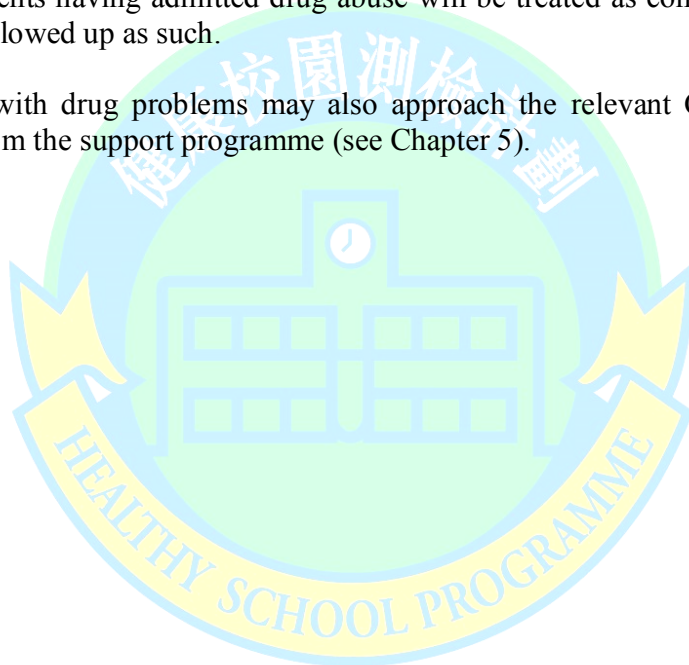 ents having admitted drug abuse will be treated as con
lowed up as such.
with drug problems may also approach the relevant
m the support programme (see Chapter 5).
健康校園測檢計劃
HEALTHY SCHOOL PROGRAMME